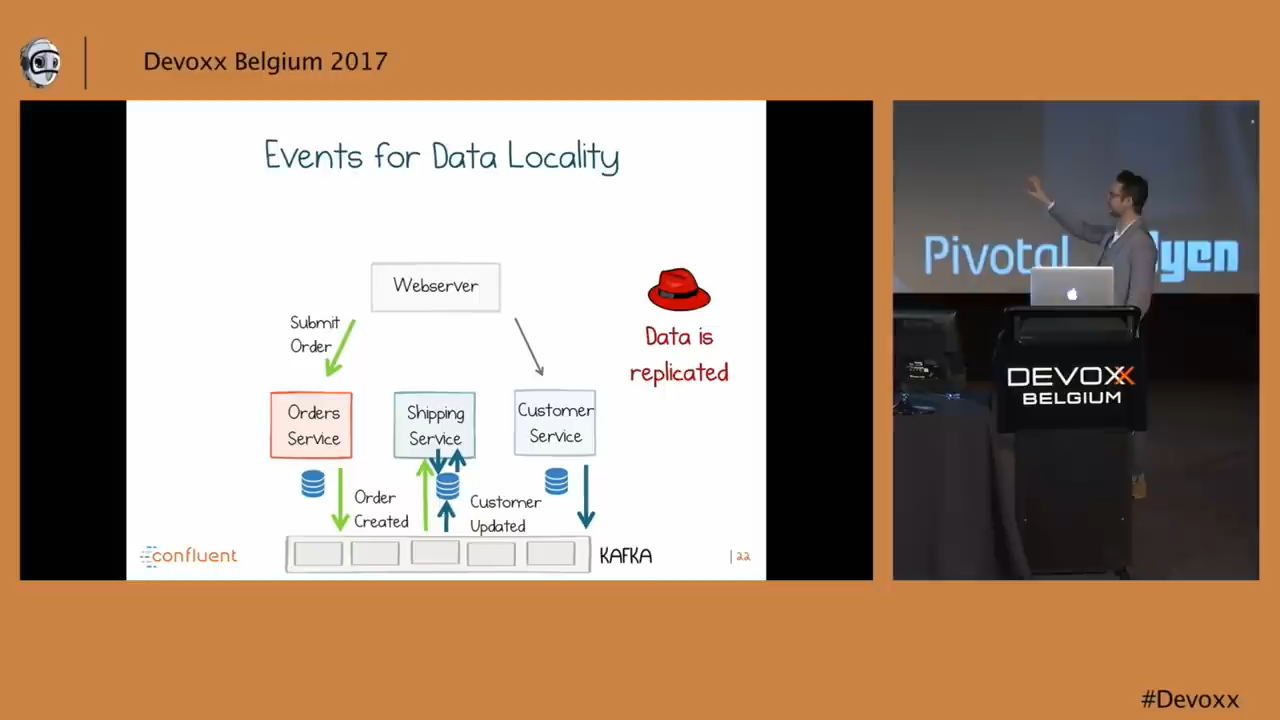 Devoxx Belgium 2017
Events for Data Locality
Webserver
Submit
Order
Data is
replicated
Orders
Service
Shipping
Service
Customer
Service
Order
Created
Customer
Updated
confluent
KAFKA
22
Pivotal
DEVOXX
BELGIUM
#Devoxx